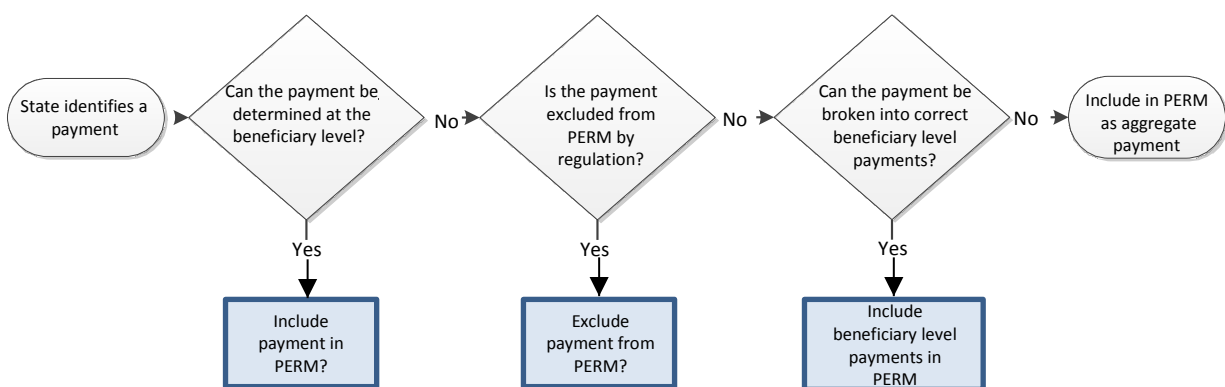 State identifies a
payment
Can the payment be
determined at the
beneficiary level?
No
Is the payment
excluded from
PERM by
regulation?
No
Can the payment be
broken into correct
beneficiary level
payments?
No
Include in PERM
as aggregate
payment
Yes
Yes
Yes
Include
payment in
PERM?
Exclude
payment from
PERM?
Include
beneficiary level
payments in
PERM